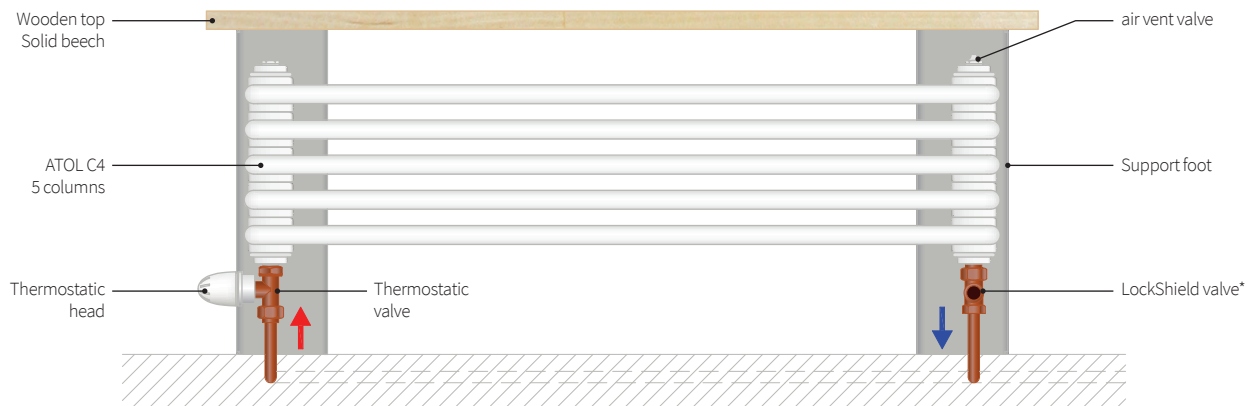 Wooden top
Solid beech
air vent valve
ATOL C4
5 columns
Support foot
Thermostatic
head
Thermostatic
valve
LockShield valve*